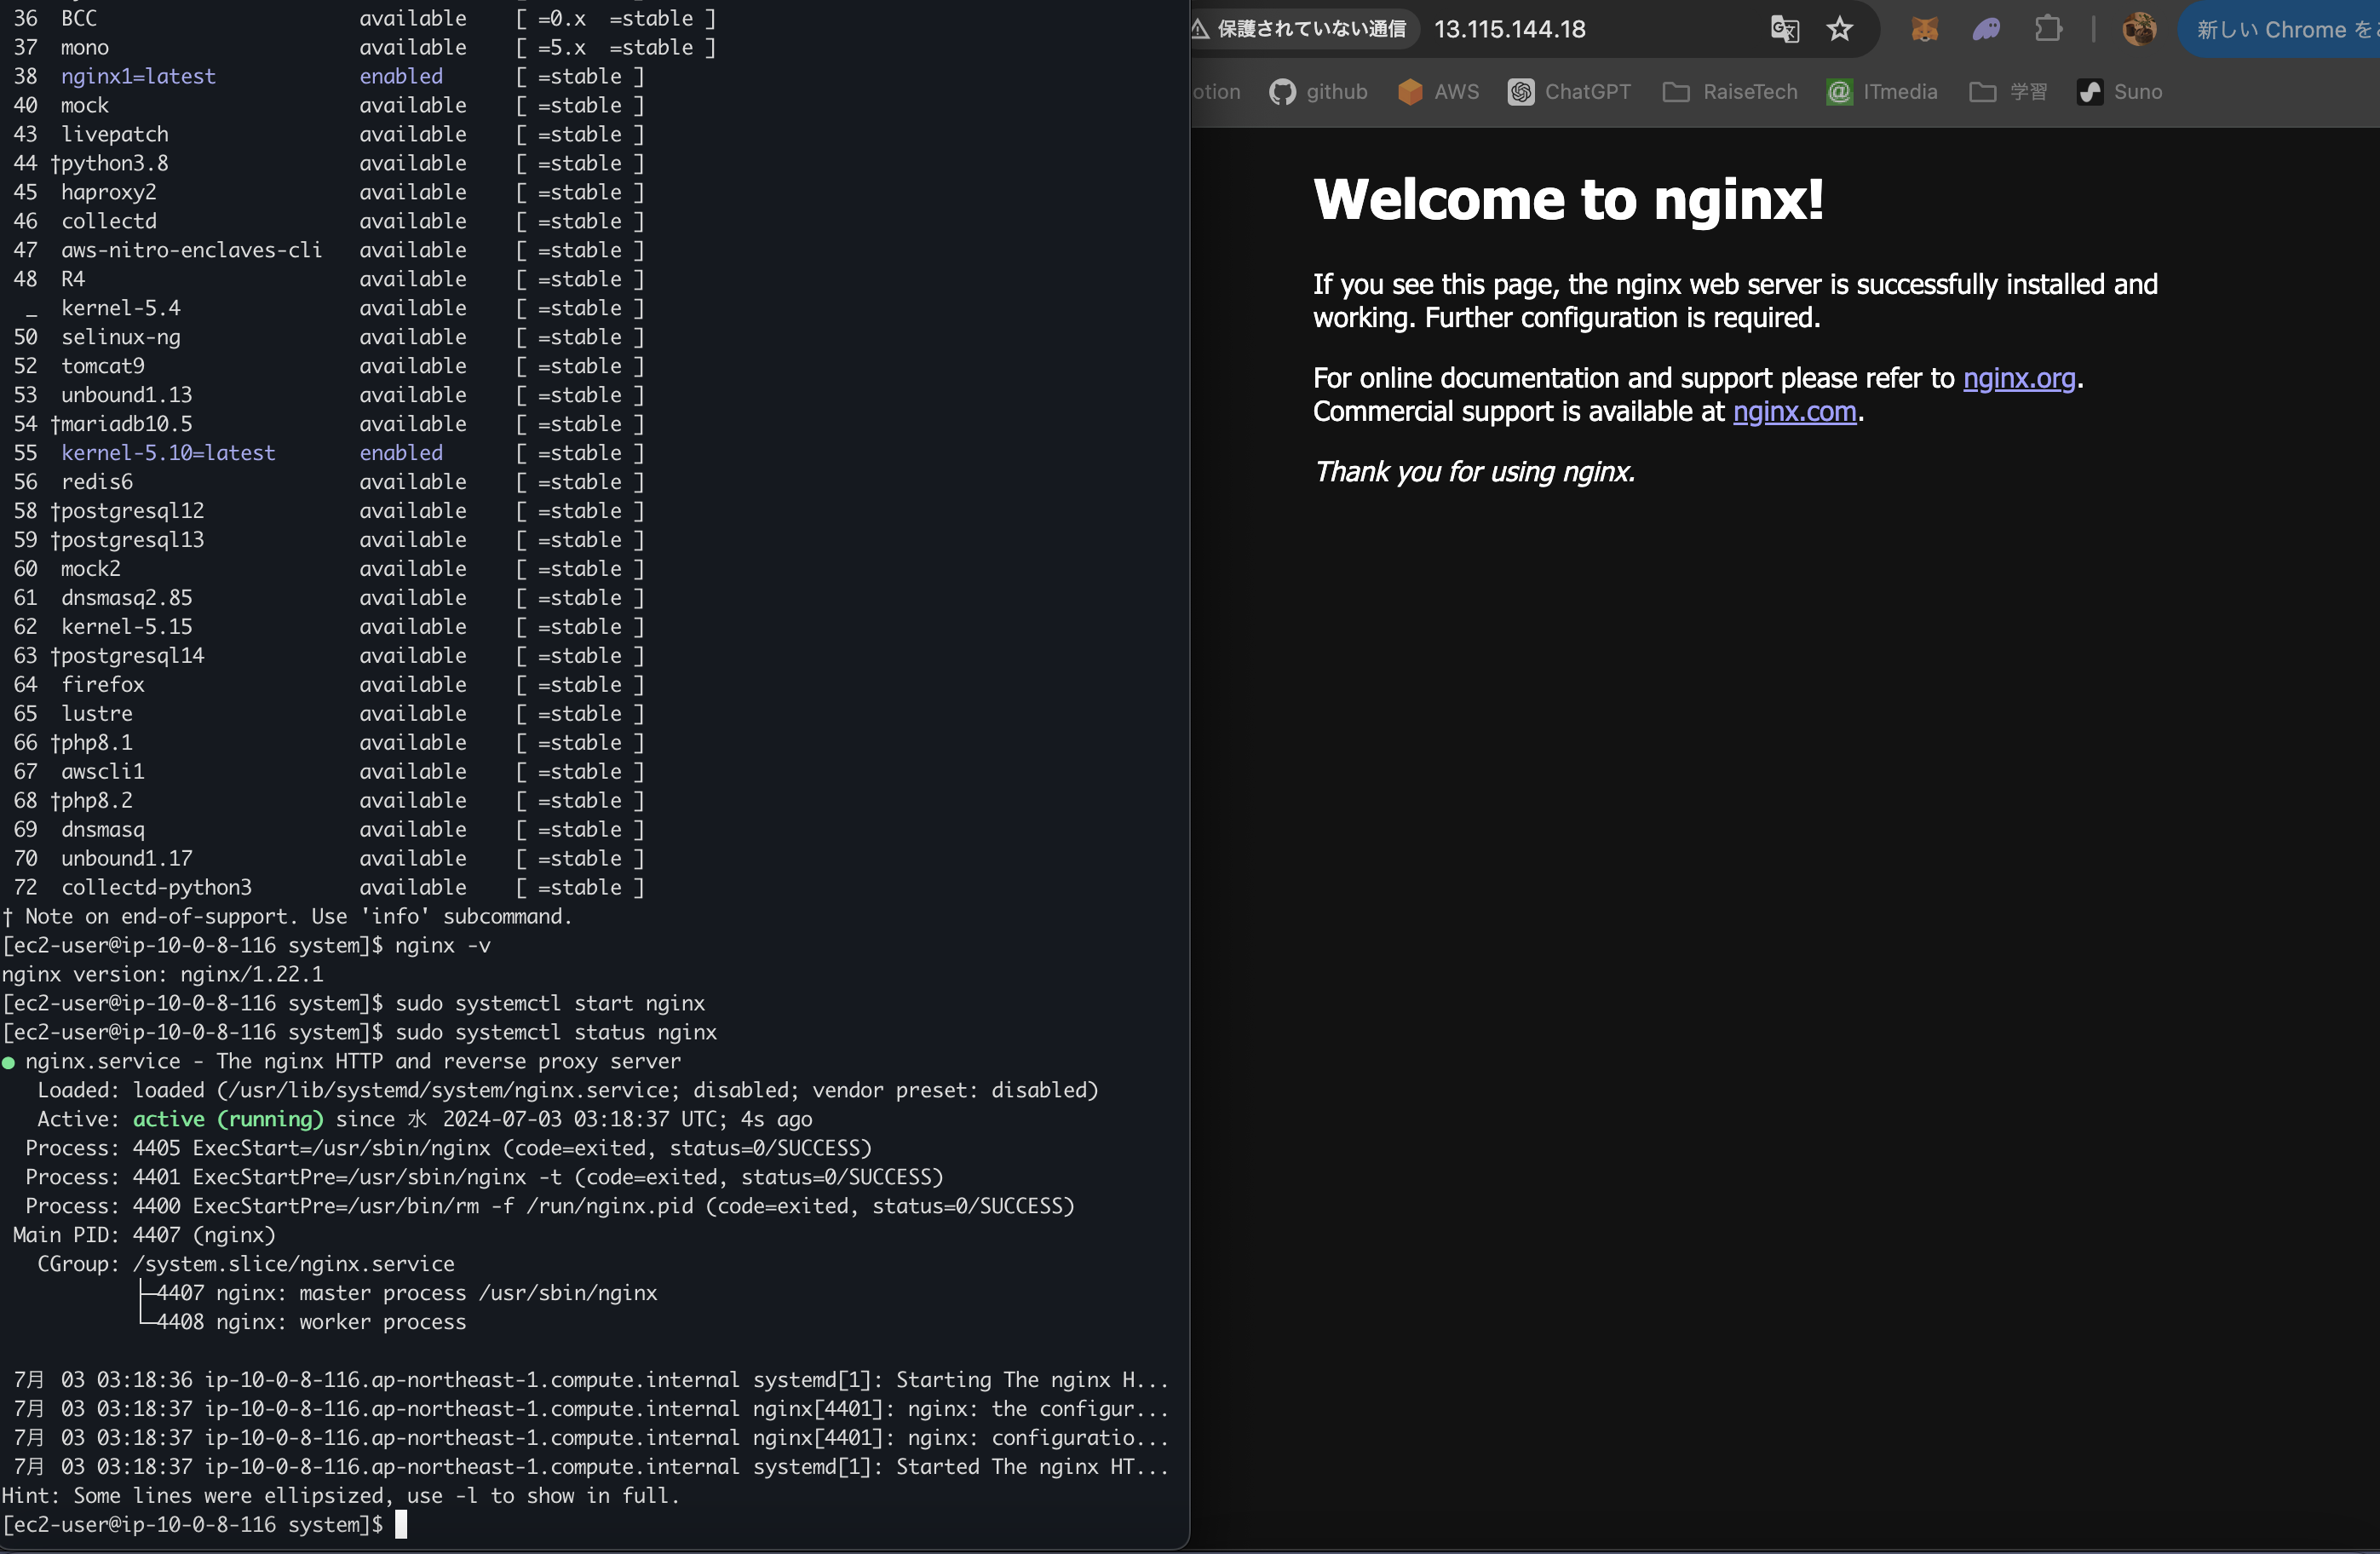 36 BCC available [ =0.x =stable ]
37 mono available [ =5.x =stable ]
38 nginx1=latest enabled [ =stable ]
40 mock available [ =stable ]
43 livepatch available [ =stable ]
44 †python3.8 available [ =stable ]
45 haproxy2 available [ =stable ]
46 collectd available [ =stable ]
47 aws-nitro-enclaves-cli available [ =stable ]
48 R4 available [ =stable ]
_ kernel-5.4 available [ =stable ]
50 selinux-ng available [ =stable ]
52 tomcat9 available [ =stable ]
53 unbound1.13 available [ =stable ]
54 †mariadb10.5 available [ =stable ]
55 kernel-5.10=latest enabled [ =stable ]
56 redis6 available [ =stable ]
58 †postgresql12 available [ =stable ]
59 †postgresql13 available [ =stable ]
60 mock2 available [ =stable ]
61 dnsmasq2.85 available [ =stable ]
62 kernel-5.15 available [ =stable ]
63 †postgresql14 available [ =stable ]
64 firefox available [ =stable ]
65 lustre available [ =stable ]
66 †php8.1 available [ =stable ]
67 awscli1 available [ =stable ]
68 †php8.2 available [ =stable ]
69 dnsmasq available [ =stable ]
70 unbound1.17 available [ =stable ]
72 collectd-python3 available [ =stable ]
† Note on end-of-support. Use 'info' subcommand.
[ec2-user@ip-10-0-8-116 system]$ nginx -v
nginx version: nginx/1.22.1
[ec2-user@ip-10-0-8-116 system]$ sudo systemctl start nginx
[ec2-user@ip-10-0-8-116 system]$ sudo systemctl status nginx
● nginx.service - The nginx HTTP and reverse proxy server
Loaded: loaded (/usr/lib/systemd/system/nginx.service; disabled; vendor preset: disabled)
Active: active (running) since 水 2024-07-03 03:18:37 UTC; 4s ago
Process: 4405 ExecStart=/usr/sbin/nginx (code=exited, status=0/SUCCESS)
Process: 4401 ExecStartPre=/usr/sbin/nginx -t (code=exited, status=0/SUCCESS)
Process: 4400 ExecStartPre=/usr/bin/rm -f /run/nginx.pid (code=exited, status=0/SUCCESS)
Main PID: 4407 (nginx)
CGroup: /system.slice/nginx.service
├─4407 nginx: master process /usr/sbin/nginx
└─4408 nginx: worker process
7月 03 03:18:36 ip-10-0-8-116.ap-northeast-1.compute.internal systemd[1]: Starting The nginx H...
7月 03 03:18:37 ip-10-0-8-116.ap-northeast-1.compute.internal nginx[4401]: nginx: the configur...
7月 03 03:18:37 ip-10-0-8-116.ap-northeast-1.compute.internal nginx[4401]: nginx: configuratio...
7月 03 03:18:37 ip-10-0-8-116.ap-northeast-1.compute.internal systemd[1]: Started The nginx HT...
Hint: Some lines were ellipsized, use -l to show in full.
[ec2-user@ip-10-0-8-116 system]$
保護されていない通信 13.115.144.18 新しい Chrome を
otion github AWS ChatGPT RaiseTech ITmedia 学習 Suno
Welcome to nginx!
If you see this page, the nginx web server is successfully installed and
working. Further configuration is required.
For online documentation and support please refer to nginx.org.
Commercial support is available at nginx.com.
Thank you for using nginx.